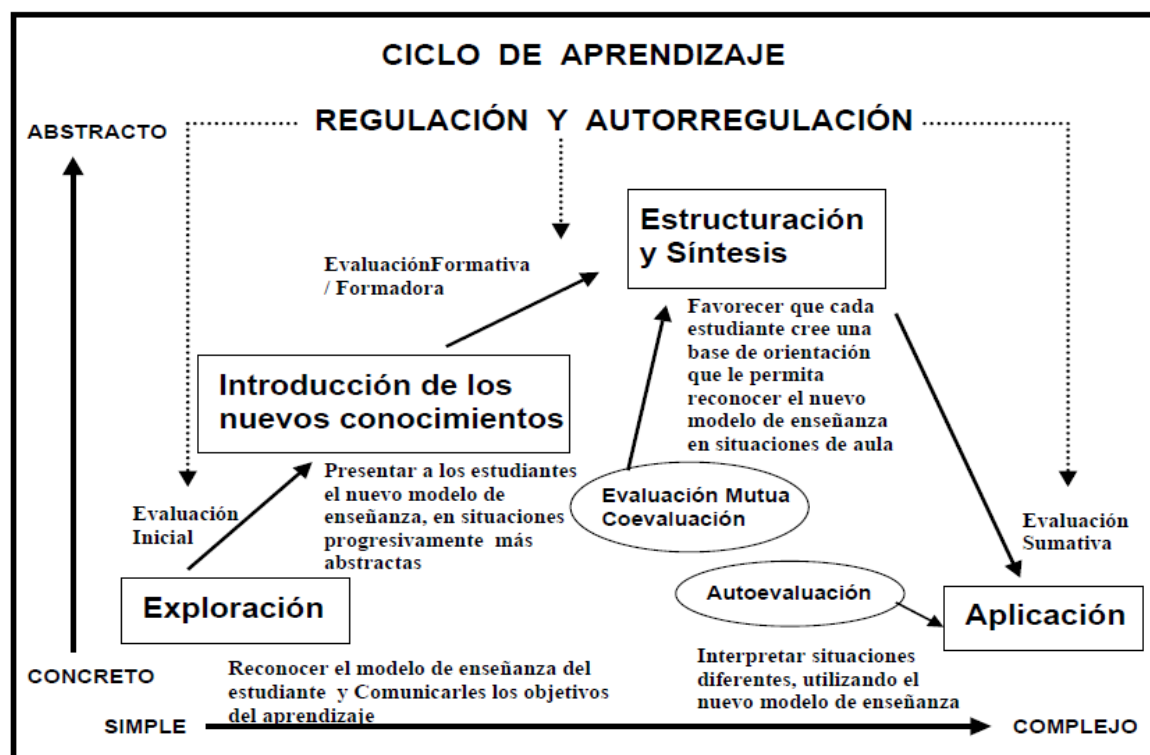 CICLO DE APRENDIZAJE
REGULACIÓN Y AUTORREGULACIÓN
ABSTRACTO
Estructuración
y Síntesis
EvaluaciónFormativa
/ Formadora
Favorecer que cada
estudiante cree una
base de orientación
que le permita
reconocer el nuevo
modelo de enseñanza
en situaciones de aula
Introducción de los
nuevos conocimientos
Presentar a los estudiantes
el nuevo modelo de
enseñanza, en situaciones
progresivamente más
abstractas
Evaluación Mutua
Coevaluación
Evaluación
Inicial
Evaluación
Sumativa
Exploración
Autoevaluación
Aplicación
Reconocer el modelo de enseñanza del
estudiante y Comunicarles los objetivos
del aprendizaje
Interpretar situaciones
diferentes, utilizando el
nuevo modelo de enseñanza
CONCRETO
SIMPLE
COMPLEJO